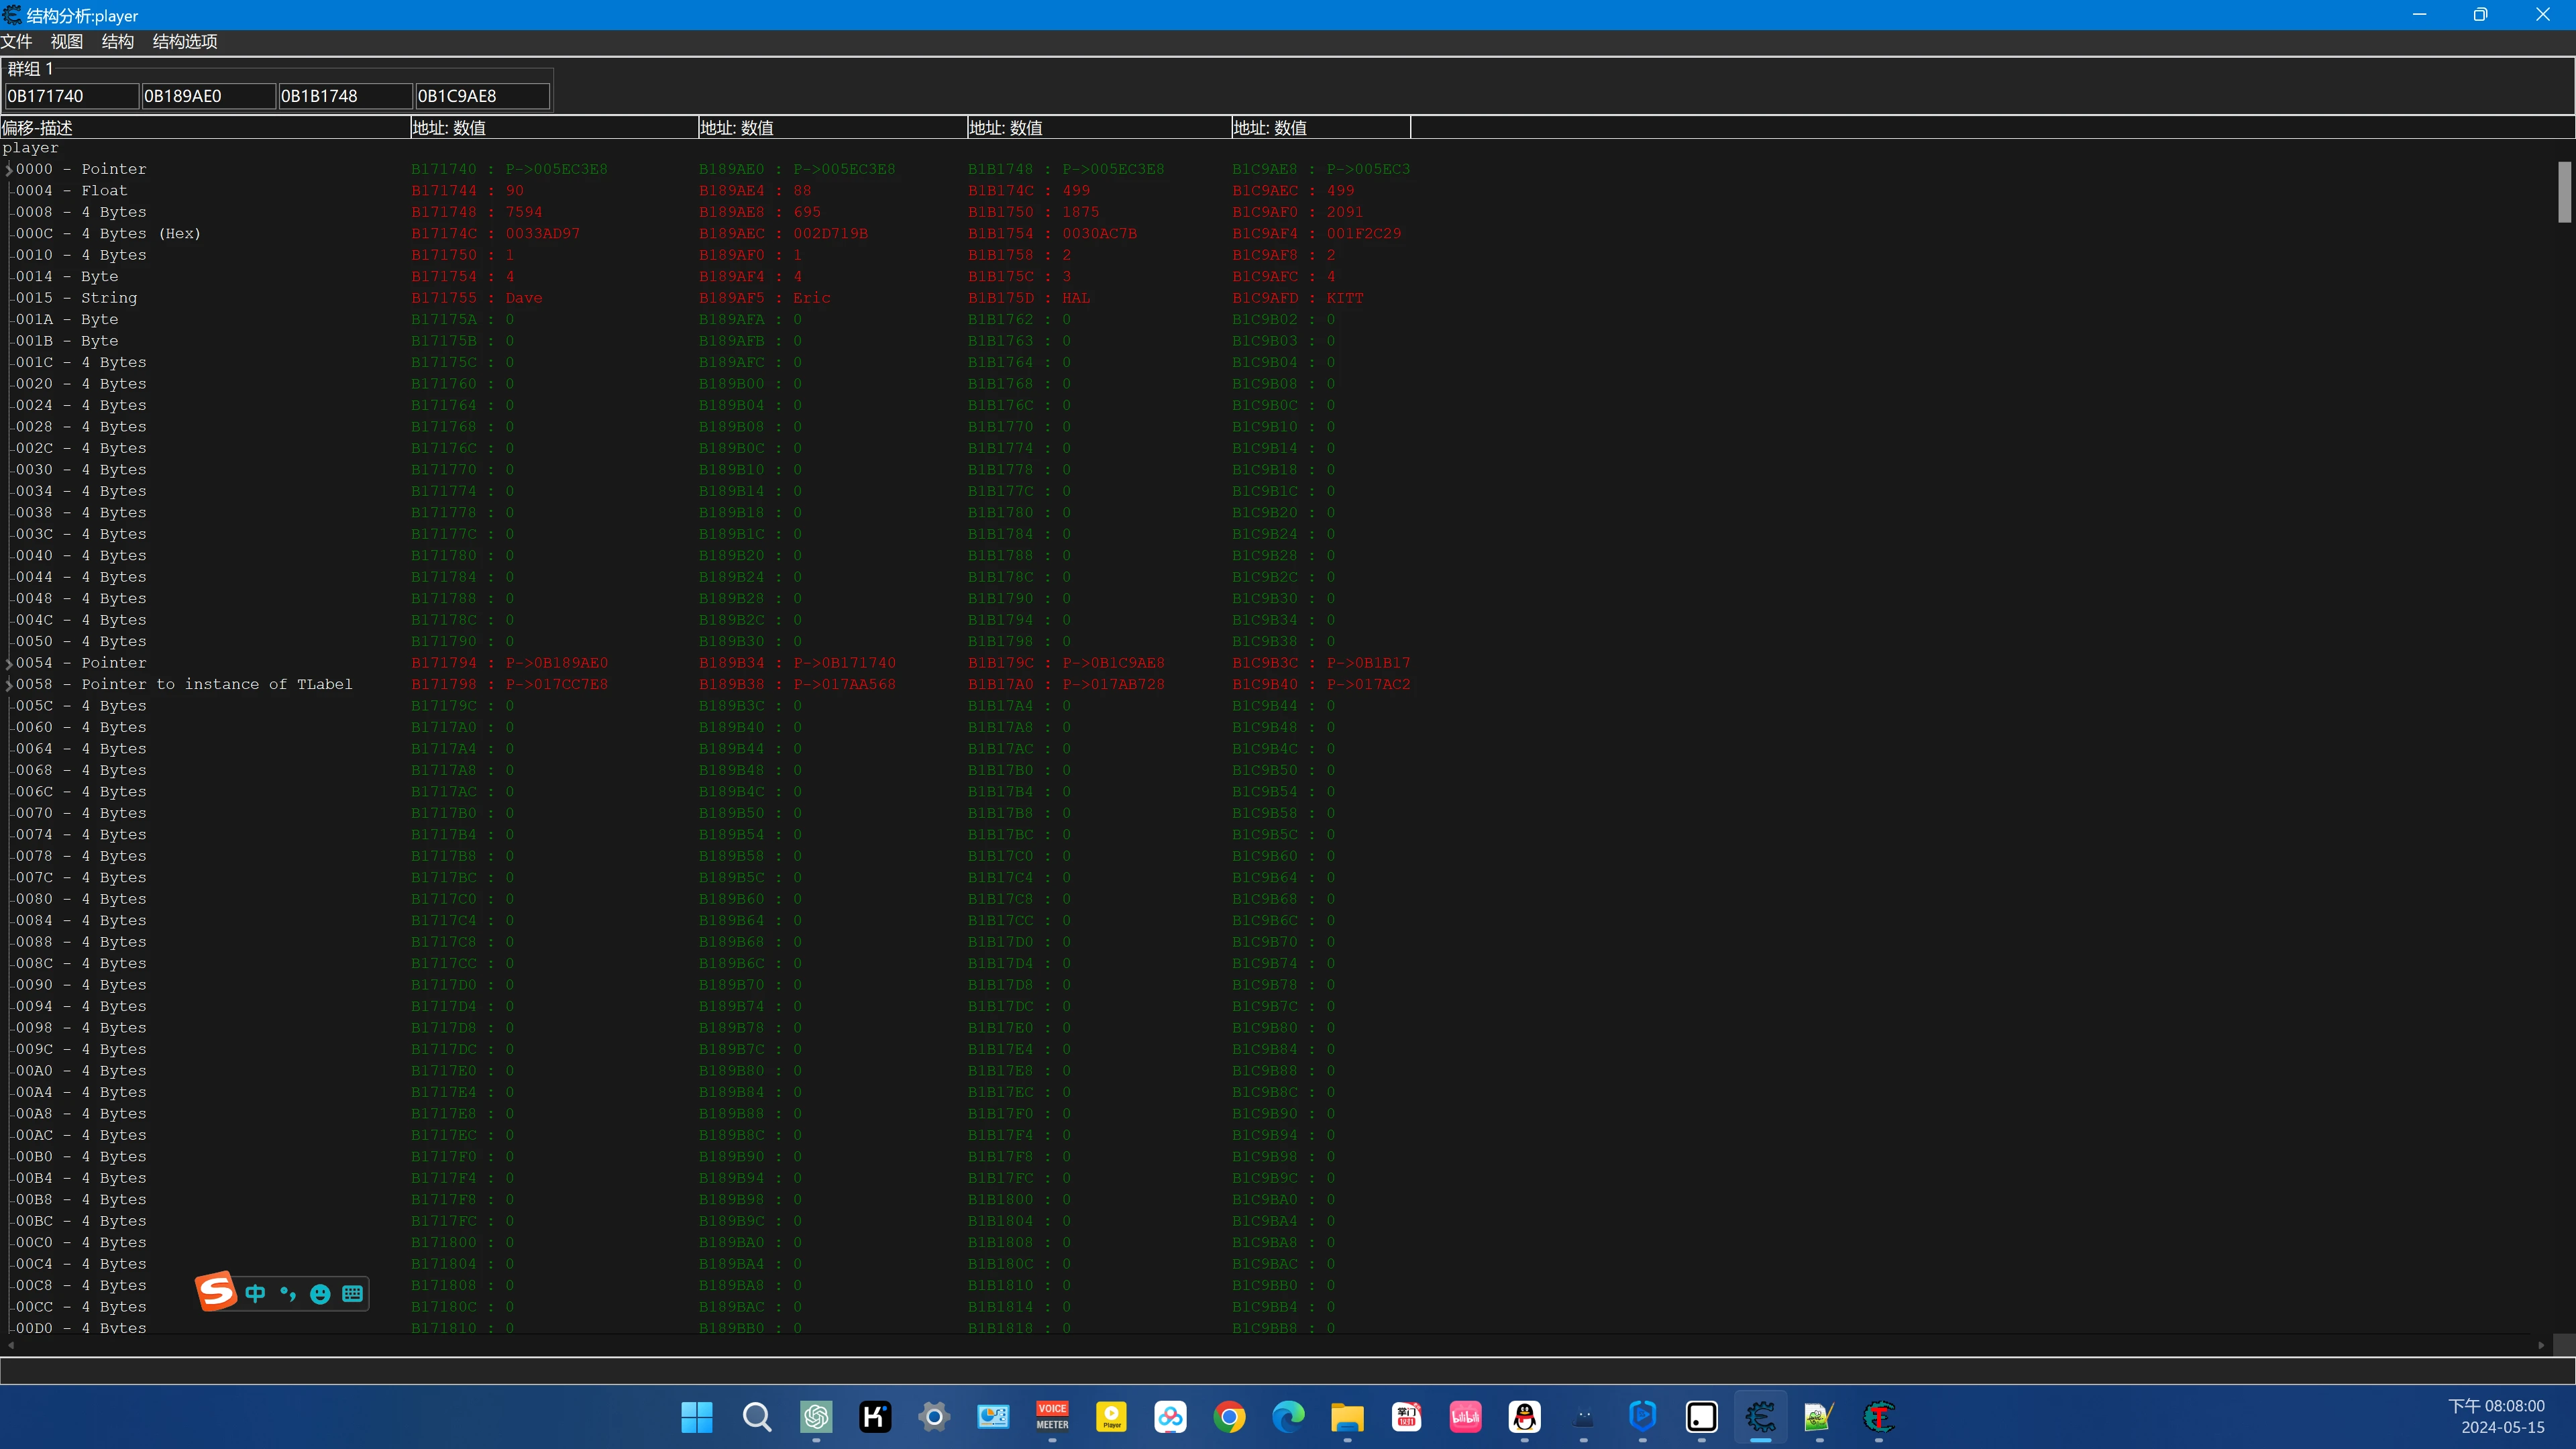 结构分析:player
文件 视图 结构 结构选项
群组 1
0B171740 0B189AE0 0B1B1748 0B1C9AE8
偏移-描述 地址: 数值 地址: 数值 地址: 数值 地址: 数值
player
0000 - Pointer B171740 : P->005EC3E8 B189AE0 : P->005EC3E8 B1B1748 : P->005EC3E8 B1C9AE8 : P->005EC3
0004 - Float B171744 : 90 B189AE4 : 88 B1B174C : 499 B1C9AEC : 499
0008 - 4 Bytes B171748 : 7594 B189AE8 : 695 B1B1750 : 1875 B1C9AF0 : 2091
000C - 4 Bytes (Hex) B17174C : 0033AD97 B189AEC : 002D719B B1B1754 : 0030AC7B B1C9AF4 : 001F2C29
0010 - 4 Bytes B171750 : 1 B189AF0 : 1 B1B1758 : 2 B1C9AF8 : 2
0014 - Byte B171754 : 4 B189AF4 : 4 B1B175C : 3 B1C9AFC : 4
0015 - String B171755 : Dave B189AF5 : Eric B1B175D : HAL B1C9AFD : KITT
001A - Byte B17175A : 0 B189AFA : 0 B1B1762 : 0 B1C9B02 : 0
001B - Byte B17175B : 0 B189AFB : 0 B1B1763 : 0 B1C9B03 : 0
001C - 4 Bytes B17175C : 0 B189AFC : 0 B1B1764 : 0 B1C9B04 : 0
0020 - 4 Bytes B171760 : 0 B189B00 : 0 B1B1768 : 0 B1C9B08 : 0
0024 - 4 Bytes B171764 : 0 B189B04 : 0 B1B176C : 0 B1C9B0C : 0
0028 - 4 Bytes B171768 : 0 B189B08 : 0 B1B1770 : 0 B1C9B10 : 0
002C - 4 Bytes B17176C : 0 B189B0C : 0 B1B1774 : 0 B1C9B14 : 0
0030 - 4 Bytes B171770 : 0 B189B10 : 0 B1B1778 : 0 B1C9B18 : 0
0034 - 4 Bytes B171774 : 0 B189B14 : 0 B1B177C : 0 B1C9B1C : 0
0038 - 4 Bytes B171778 : 0 B189B18 : 0 B1B1780 : 0 B1C9B20 : 0
003C - 4 Bytes B17177C : 0 B189B1C : 0 B1B1784 : 0 B1C9B24 : 0
0040 - 4 Bytes B171780 : 0 B189B20 : 0 B1B1788 : 0 B1C9B28 : 0
0044 - 4 Bytes B171784 : 0 B189B24 : 0 B1B178C : 0 B1C9B2C : 0
0048 - 4 Bytes B171788 : 0 B189B28 : 0 B1B1790 : 0 B1C9B30 : 0
004C - 4 Bytes B17178C : 0 B189B2C : 0 B1B1794 : 0 B1C9B34 : 0
0050 - 4 Bytes B171790 : 0 B189B30 : 0 B1B1798 : 0 B1C9B38 : 0
0054 - Pointer B171794 : P->0B189AE0 B189B34 : P->0B171740 B1B179C : P->0B1C9AE8 B1C9B3C : P->0B1B17
0058 - Pointer to instance of TLabel B171798 : P->017CC7E8 B189B38 : P->017AA568 B1B17A0 : P->017AB728 B1C9B40 : P->017AC2
005C - 4 Bytes B17179C : 0 B189B3C : 0 B1B17A4 : 0 B1C9B44 : 0
0060 - 4 Bytes B1717A0 : 0 B189B40 : 0 B1B17A8 : 0 B1C9B48 : 0
0064 - 4 Bytes B1717A4 : 0 B189B44 : 0 B1B17AC : 0 B1C9B4C : 0
0068 - 4 Bytes B1717A8 : 0 B189B48 : 0 B1B17B0 : 0 B1C9B50 : 0
006C - 4 Bytes B1717AC : 0 B189B4C : 0 B1B17B4 : 0 B1C9B54 : 0
0070 - 4 Bytes B1717B0 : 0 B189B50 : 0 B1B17B8 : 0 B1C9B58 : 0
0074 - 4 Bytes B1717B4 : 0 B189B54 : 0 B1B17BC : 0 B1C9B5C : 0
0078 - 4 Bytes B1717B8 : 0 B189B58 : 0 B1B17C0 : 0 B1C9B60 : 0
007C - 4 Bytes B1717BC : 0 B189B5C : 0 B1B17C4 : 0 B1C9B64 : 0
0080 - 4 Bytes B1717C0 : 0 B189B60 : 0 B1B17C8 : 0 B1C9B68 : 0
0084 - 4 Bytes B1717C4 : 0 B189B64 : 0 B1B17CC : 0 B1C9B6C : 0
0088 - 4 Bytes B1717C8 : 0 B189B68 : 0 B1B17D0 : 0 B1C9B70 : 0
008C - 4 Bytes B1717CC : 0 B189B6C : 0 B1B17D4 : 0 B1C9B74 : 0
0090 - 4 Bytes B1717D0 : 0 B189B70 : 0 B1B17D8 : 0 B1C9B78 : 0
0094 - 4 Bytes B1717D4 : 0 B189B74 : 0 B1B17DC : 0 B1C9B7C : 0
0098 - 4 Bytes B1717D8 : 0 B189B78 : 0 B1B17E0 : 0 B1C9B80 : 0
009C - 4 Bytes B1717DC : 0 B189B7C : 0 B1B17E4 : 0 B1C9B84 : 0
00A0 - 4 Bytes B1717E0 : 0 B189B80 : 0 B1B17E8 : 0 B1C9B88 : 0
00A4 - 4 Bytes B1717E4 : 0 B189B84 : 0 B1B17EC : 0 B1C9B8C : 0
00A8 - 4 Bytes B1717E8 : 0 B189B88 : 0 B1B17F0 : 0 B1C9B90 : 0
00AC - 4 Bytes B1717EC : 0 B189B8C : 0 B1B17F4 : 0 B1C9B94 : 0
00B0 - 4 Bytes B1717F0 : 0 B189B90 : 0 B1B17F8 : 0 B1C9B98 : 0
00B4 - 4 Bytes B1717F4 : 0 B189B94 : 0 B1B17FC : 0 B1C9B9C : 0
00B8 - 4 Bytes B1717F8 : 0 B189B98 : 0 B1B1800 : 0 B1C9BA0 : 0
00BC - 4 Bytes B1717FC : 0 B189B9C : 0 B1B1804 : 0 B1C9BA4 : 0
00C0 - 4 Bytes B171800 : 0 B189BA0 : 0 B1B1808 : 0 B1C9BA8 : 0
00C4 - 4 Bytes B171804 : 0 B189BA4 : 0 B1B180C : 0 B1C9BAC : 0
00C8 - 4 Bytes B171808 : 0 B189BA8 : 0 B1B1810 : 0 B1C9BB0 : 0
00CC - 4 Bytes B17180C : 0 B189BAC : 0 B1B1814 : 0 B1C9BB4 : 0
00D0 - 4 Bytes B171810 : 0 B189BB0 : 0 B1B1818 : 0 B1C9BB8 : 0
S 中
VOICE
MEETER
Player
掌门
bilibili
下午 08:08:00
2024-05-15